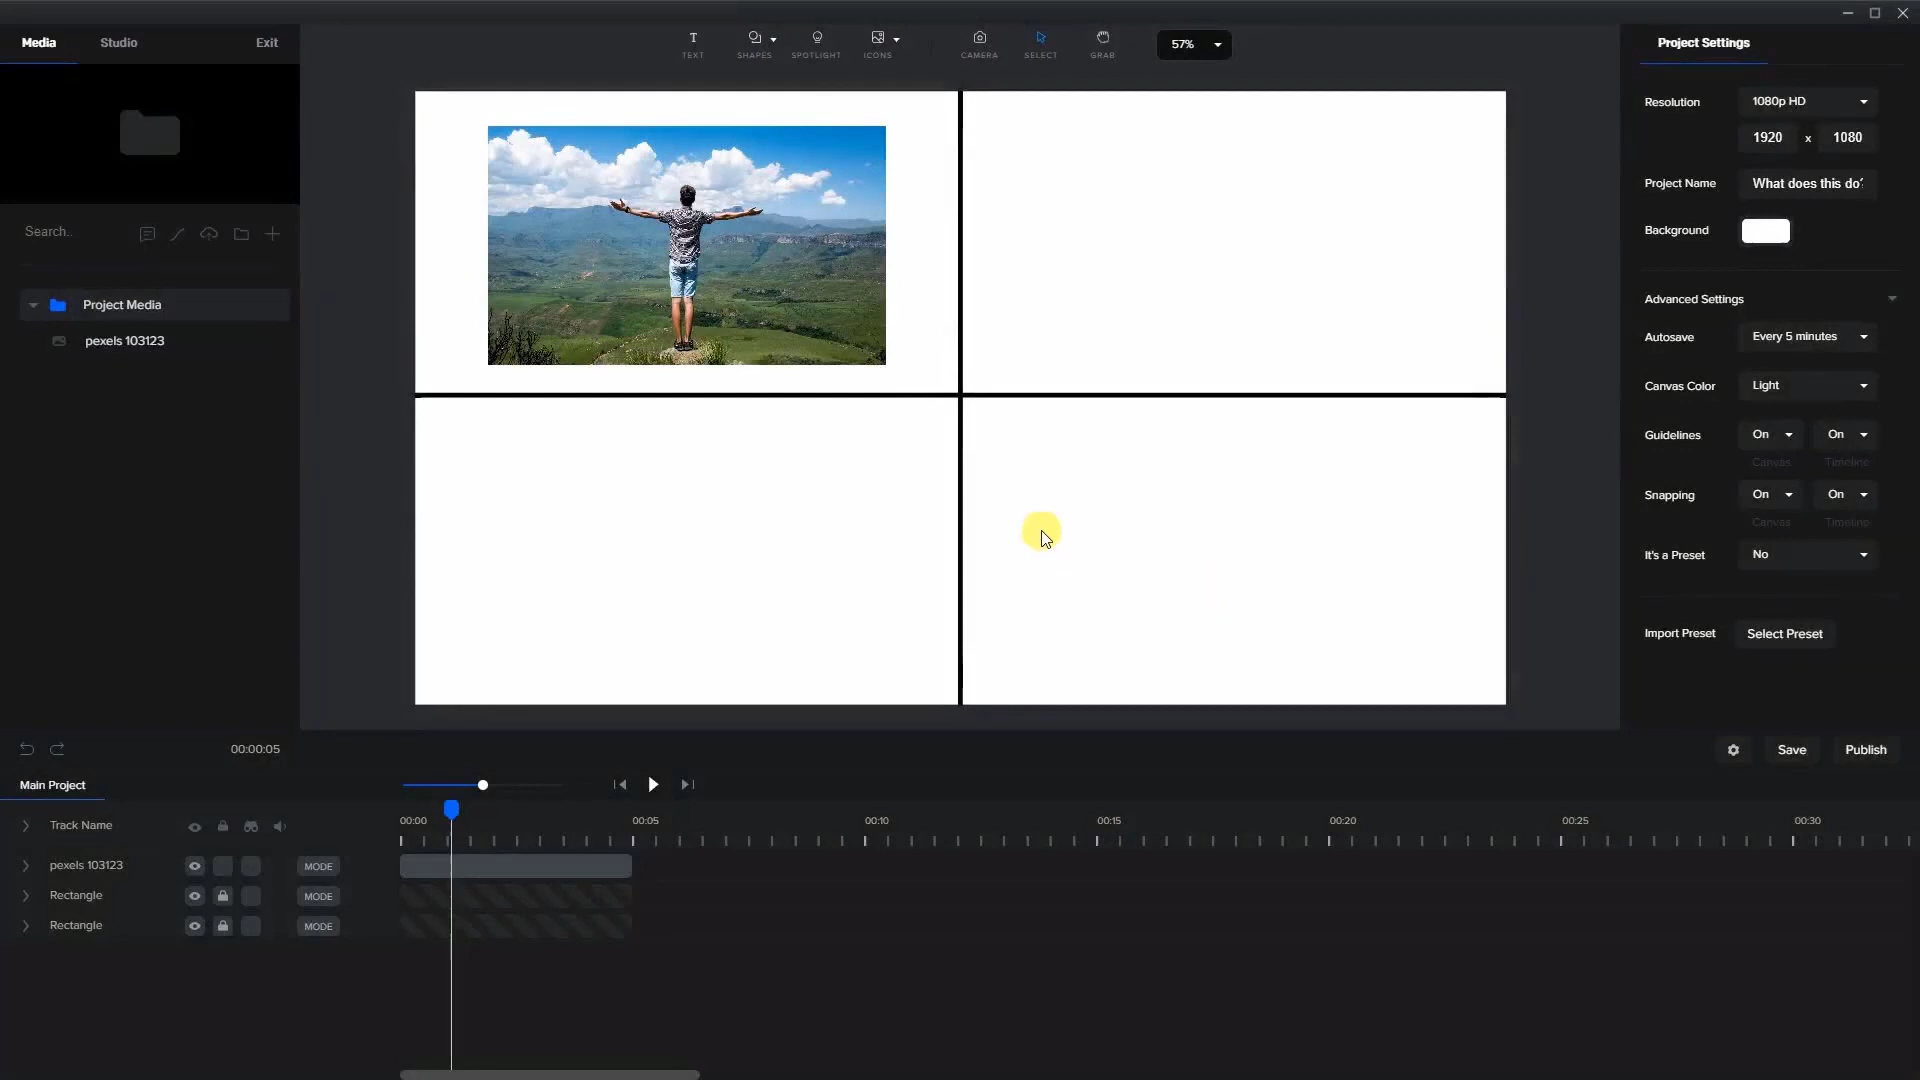 Media
Studio
Exit
TEXT
SHAPES
SPOTLIGHT
ICONS
CAMERA
SELECT
GRAB
57%
Project Settings
Resolution
1080p HD
1920 x 1080
Project Name
What does this do?
Background
Search..
Project Media
pexels 103123
Advanced Settings
Autosave
Every 5 minutes
Canvas Color
Light
Guidelines
On
On
Canvas
Timeline
Snapping
On
On
Canvas
Timeline
It's a Preset
No
Import Preset
Select Preset
00:00:05
Save
Publish
Main Project
Track Name
00:00
00:05
00:10
00:15
00:20
00:25
00:30
pexels 103123
MODE
Rectangle
MODE
Rectangle
MODE